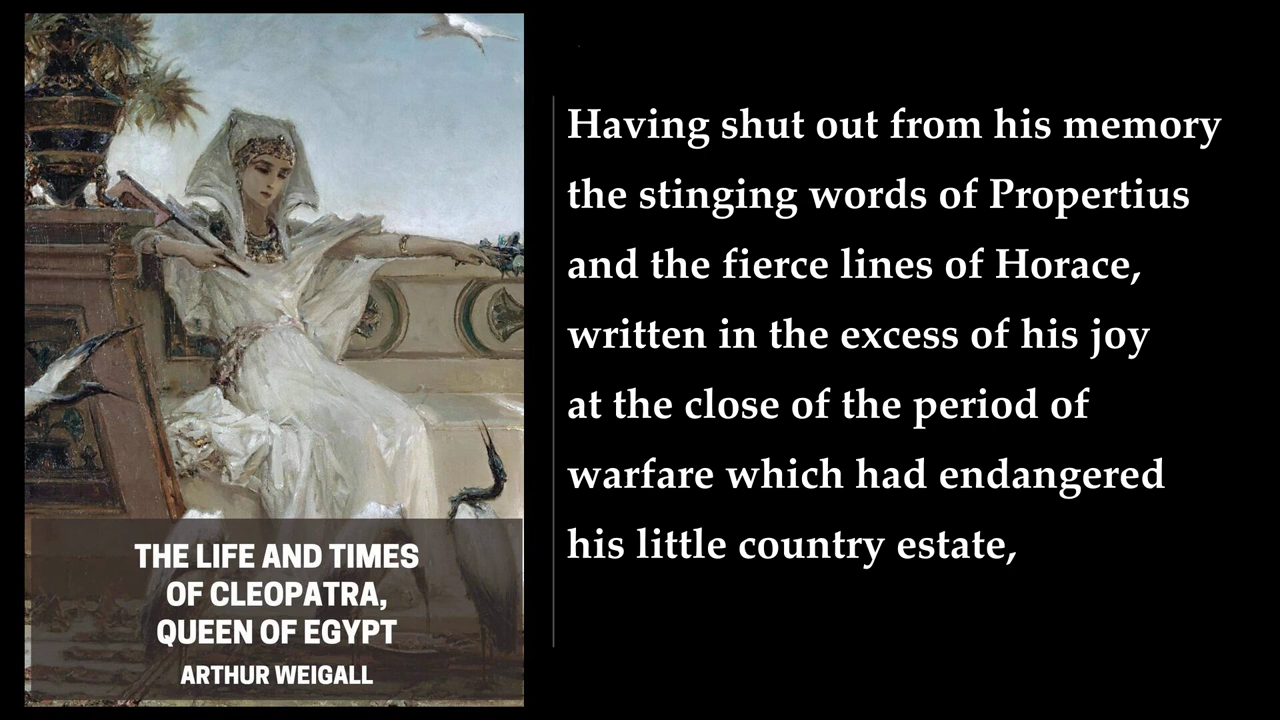 THE LIFE AND TIMES
OF CLEOPATRA,
QUEEN OF EGYPT
ARTHUR WEIGALL
Having shut out from his memory
the stinging words of Propertius
and the fierce lines of Horace,
written in the excess of his joy
at the close of the period of
warfare which had endangered
his little country estate,